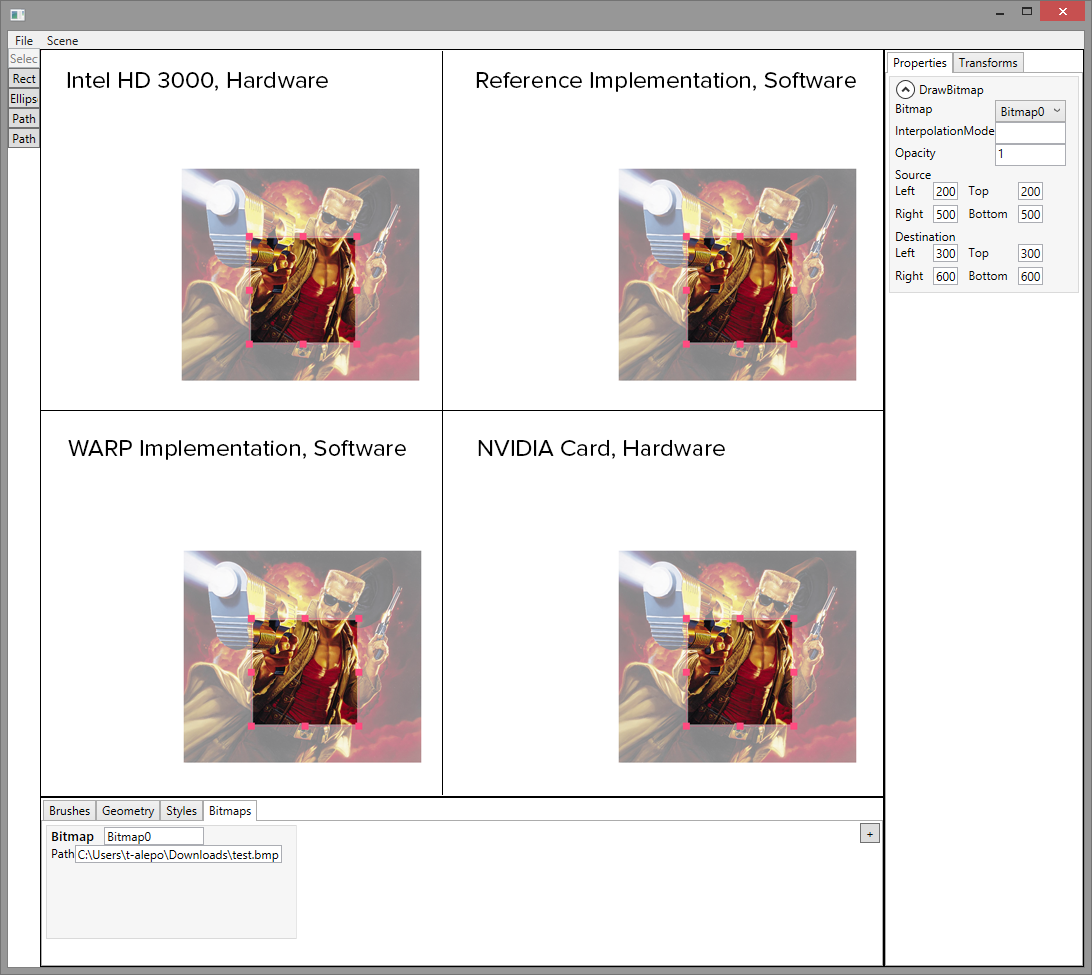 File Scene
Selec
Rect
Ellips
Path
Path
Intel HD 3000, Hardware
Reference Implementation, Software
WARP Implementation, Software
NVIDIA Card, Hardware
Properties Transforms
DrawBitmap
Bitmap Bitmap0
InterpolationMode
Opacity 1
Source
Left 200 Top 200
Right 500 Bottom 500
Destination
Left 300 Top 300
Right 600 Bottom 600
Brushes Geometry Styles Bitmaps
Bitmap Bitmap0
+
Path C:\Users\t-alepo\Downloads\test.bmp